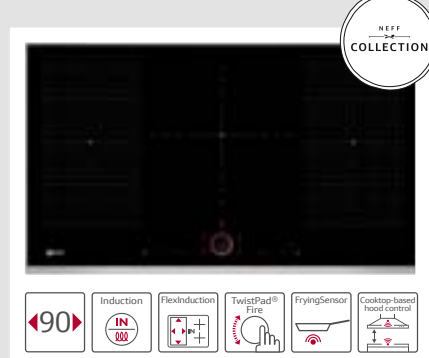 NEFF
COLLECTION
90
Induction
IN
FlexInduction
IN
TwistPad®
Fire
FryingSensor
Cooktop-based
hood control